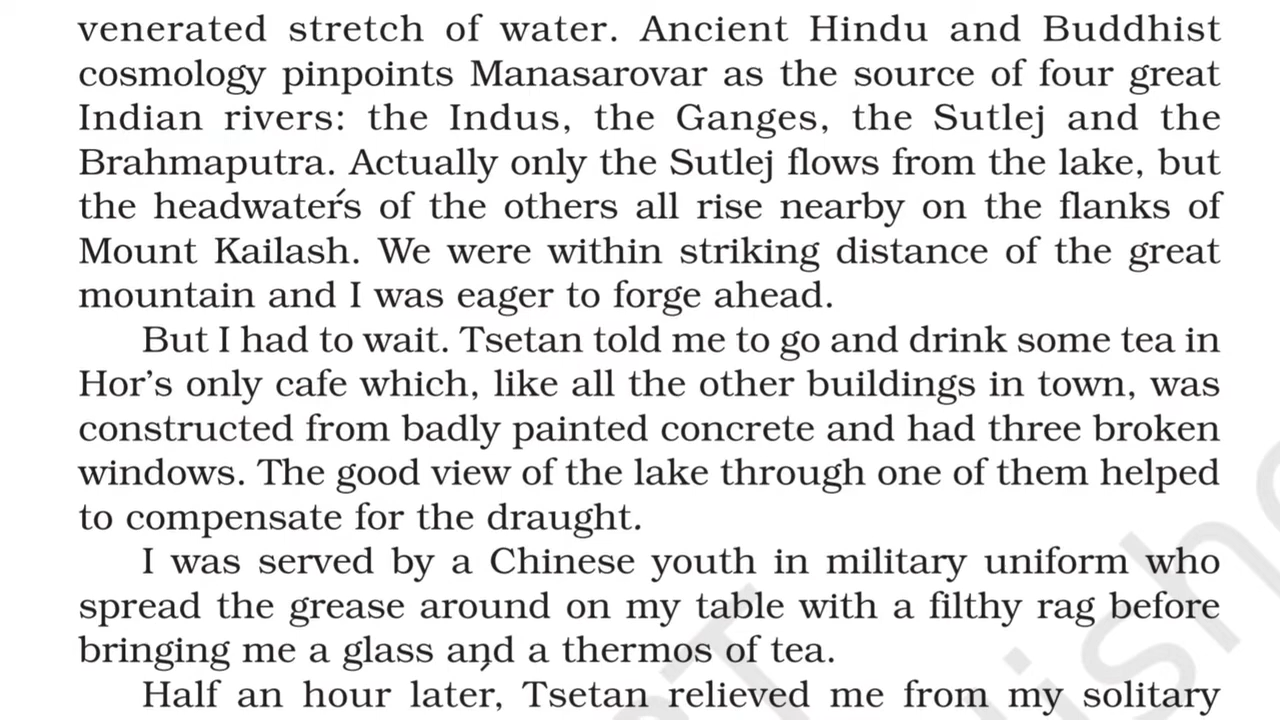 venerated stretch of water. Ancient Hindu and Buddhist
cosmology pinpoints Manasarovar as the source of four great
Indian rivers: the Indus, the Ganges, the Sutlej and the
Brahmaputra. Actually only the Sutlej flows from the lake, but
the headwaters of the others all rise nearby on the flanks of
Mount Kailash. We were within striking distance of the great
mountain and I was eager to forge ahead.
But I had to wait. Tsetan told me to go and drink some tea in
Hor’s only cafe which, like all the other buildings in town, was
constructed from badly painted concrete and had three broken
windows. The good view of the lake through one of them helped
to compensate for the draught.
I was served by a Chinese youth in military uniform who
spread the grease around on my table with a filthy rag before
bringing me a glass and a thermos of tea.
Half an hour later, Tsetan relieved me from my solitary